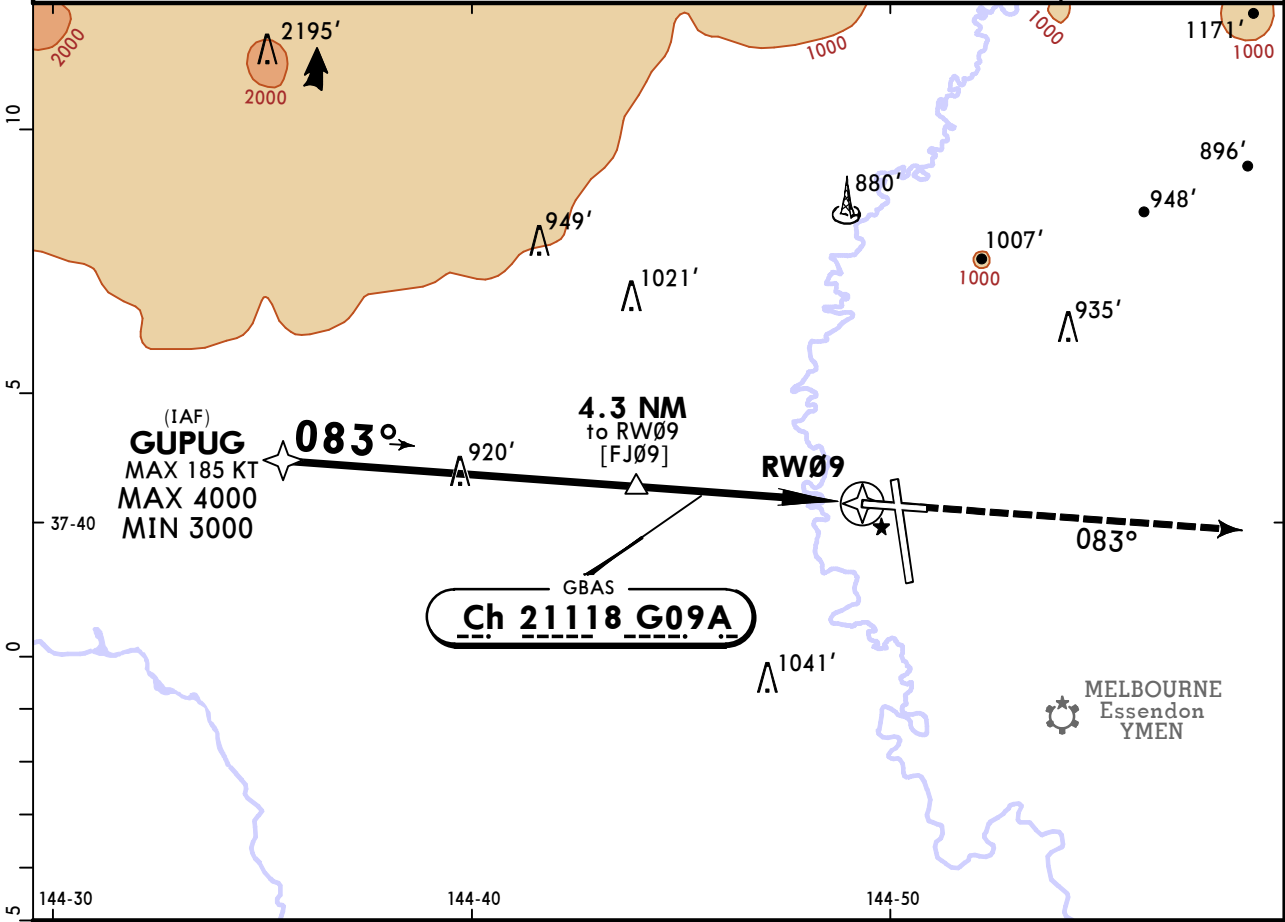 2195′
2000
2000
1000
1000
1171′
1000
10
896′
880′
948′
949′
1007′
1000
1021′
935′
5
(IAF)
GUPUG
MAX 185 KT
MAX 4000
MIN 3000
083°
920′
4.3 NM
to RWØ9
[FJØ9]
RWØ9
37-40
083°
GBAS
Ch 21118 G09A
0
1041′
MELBOURNE
Essendon
YMEN
5
144-30
144-40
144-50